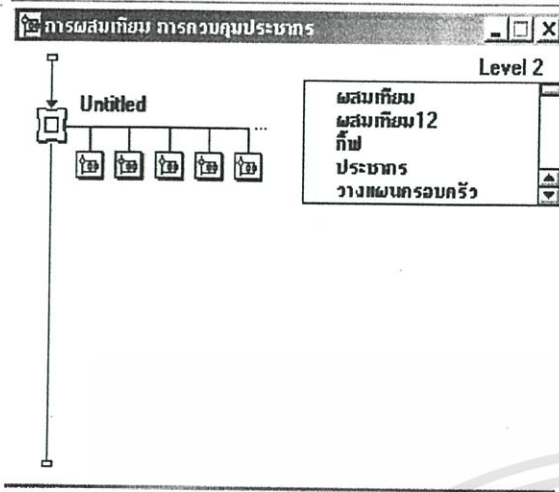 การผสมเทียม การควบคุมประชากร
Level 2
Untitled
ผสมเทียม
ผสมเทียม12
กิ๊ฟ
ประชากร
วางแผนครอบครัว